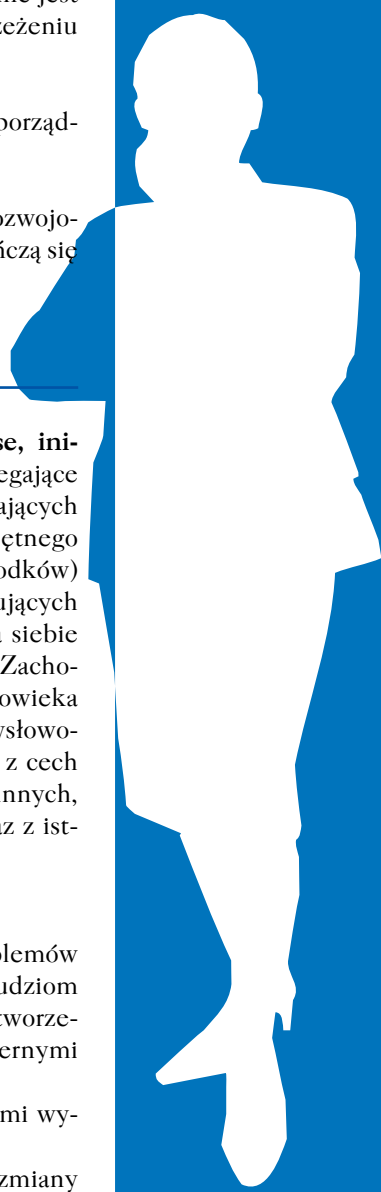 zeżeniu
porząd-
ozwojo-
ńczą się
se, ini-
egające
ających
ętnego
odków)
ujących
siebie
Zacho-
owieka
ysłowo-
z cech
nnych,
az z ist-
blemów
udziom
tworze-
ernymi
mi wy-
zmiany